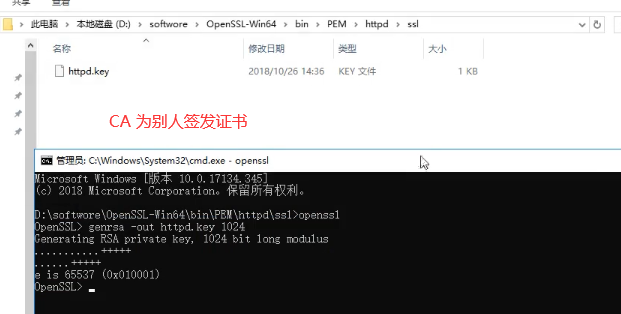 共享 查看
此电脑 > 本地磁盘 (D:) > softwore > OpenSSL-Win64 > bin > PEM > httpd > ssl
名称 修改日期 类型 大小
httpd.key 2018/10/26 14:36 KEY 文件 1 KB
CA 为别人签发证书
管理员: C:\Windows\System32\cmd.exe - openssl
Microsoft Windows [版本 10.0.17134.345]
(c) 2018 Microsoft Corporation。保留所有权利。
D:\softwore\OpenSSL-Win64\bin\PEM\httpd\ssl>openssl
OpenSSL> genrsa -out httpd.key 1024
Generating RSA private key, 1024 bit long modulus
...........+++++
......+++++
e is 65537 (0x010001)
OpenSSL>